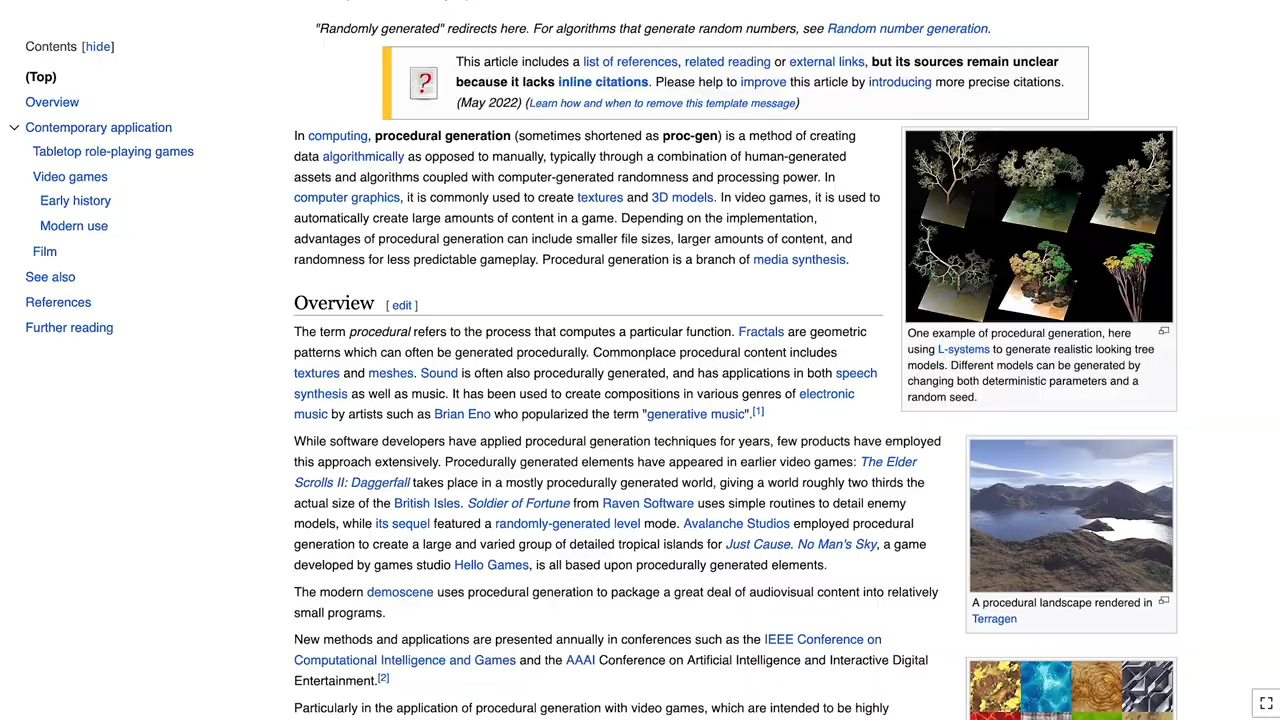 "Randomly generated" redirects here. For algorithms that generate random numbers, see Random number generation.
Contents [hide]
(Top)
Overview
Contemporary application
Tabletop role-playing games
Video games
Early history
Modern use
Film
See also
References
Further reading
This article includes a list of references, related reading or external links, but its sources remain unclear
because it lacks inline citations. Please help to improve this article by introducing more precise citations.
(May 2022) (Learn how and when to remove this template message)
In computing, procedural generation (sometimes shortened as proc-gen) is a method of creating
data algorithmically as opposed to manually, typically through a combination of human-generated
assets and algorithms coupled with computer-generated randomness and processing power. In
computer graphics, it is commonly used to create textures and 3D models. In video games, it is used to
automatically create large amounts of content in a game. Depending on the implementation,
advantages of procedural generation can include smaller file sizes, larger amounts of content, and
randomness for less predictable gameplay. Procedural generation is a branch of media synthesis.
One example of procedural generation, here
using L-systems to generate realistic looking tree
models. Different models can be generated by
changing both deterministic parameters and a
random seed.
Overview [ edit ]
The term procedural refers to the process that computes a particular function. Fractals are geometric
patterns which can often be generated procedurally. Commonplace procedural content includes
textures and meshes. Sound is often also procedurally generated, and has applications in both speech
synthesis as well as music. It has been used to create compositions in various genres of electronic
music by artists such as Brian Eno who popularized the term "generative music".[1]
While software developers have applied procedural generation techniques for years, few products have employed
this approach extensively. Procedurally generated elements have appeared in earlier video games: The Elder
Scrolls II: Daggerfall takes place in a mostly procedurally generated world, giving a world roughly two thirds the
actual size of the British Isles. Soldier of Fortune from Raven Software uses simple routines to detail enemy
models, while its sequel featured a randomly-generated level mode. Avalanche Studios employed procedural
generation to create a large and varied group of detailed tropical islands for Just Cause. No Man's Sky, a game
developed by games studio Hello Games, is all based upon procedurally generated elements.
A procedural landscape rendered in
Terragen
The modern demoscene uses procedural generation to package a great deal of audiovisual content into relatively
small programs.
New methods and applications are presented annually in conferences such as the IEEE Conference on
Computational Intelligence and Games and the AAAI Conference on Artificial Intelligence and Interactive Digital
Entertainment.[2]
Particularly in the application of procedural generation with video games, which are intended to be highly